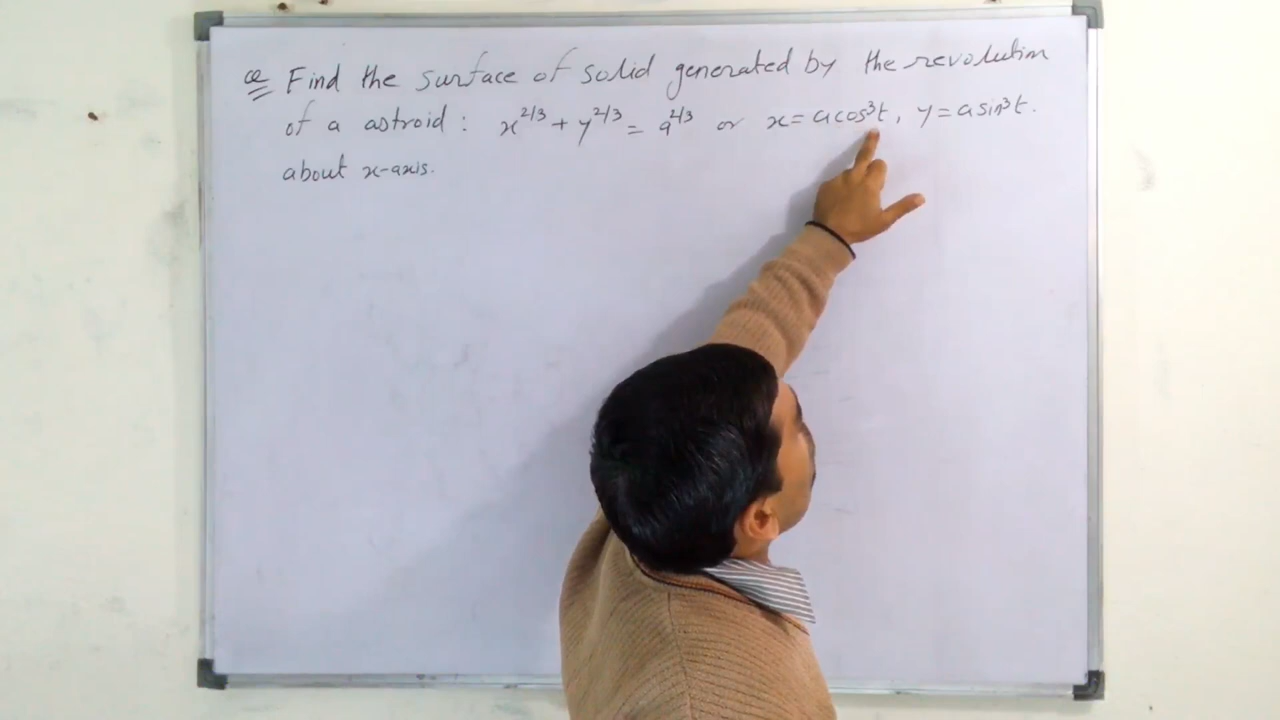 Q Find the surface of solid generated by the revolution
of a astroid : x^2/3 + y^2/3 = a^2/3 or x = a cos³t, y = a sin³t.
about x-axis.